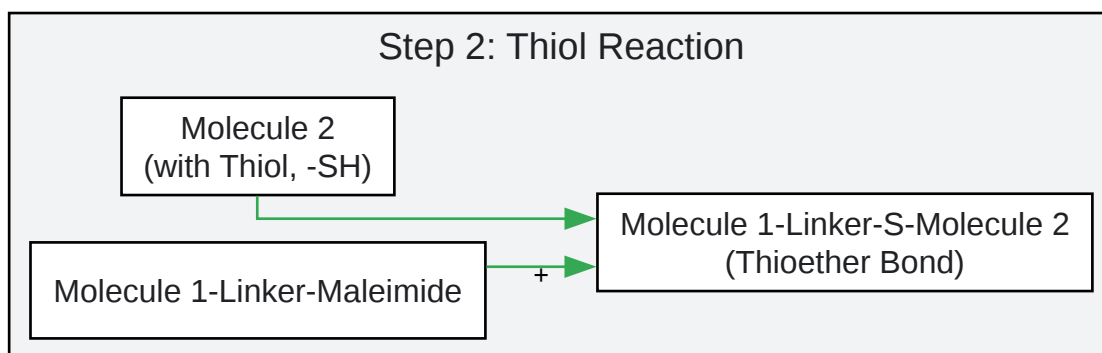 Step 2: Thiol Reaction
Molecule 2
(with Thiol, -SH)
Molecule 1-Linker-S-Molecule 2
(Thioether Bond)
+
Molecule 1-Linker-Maleimide